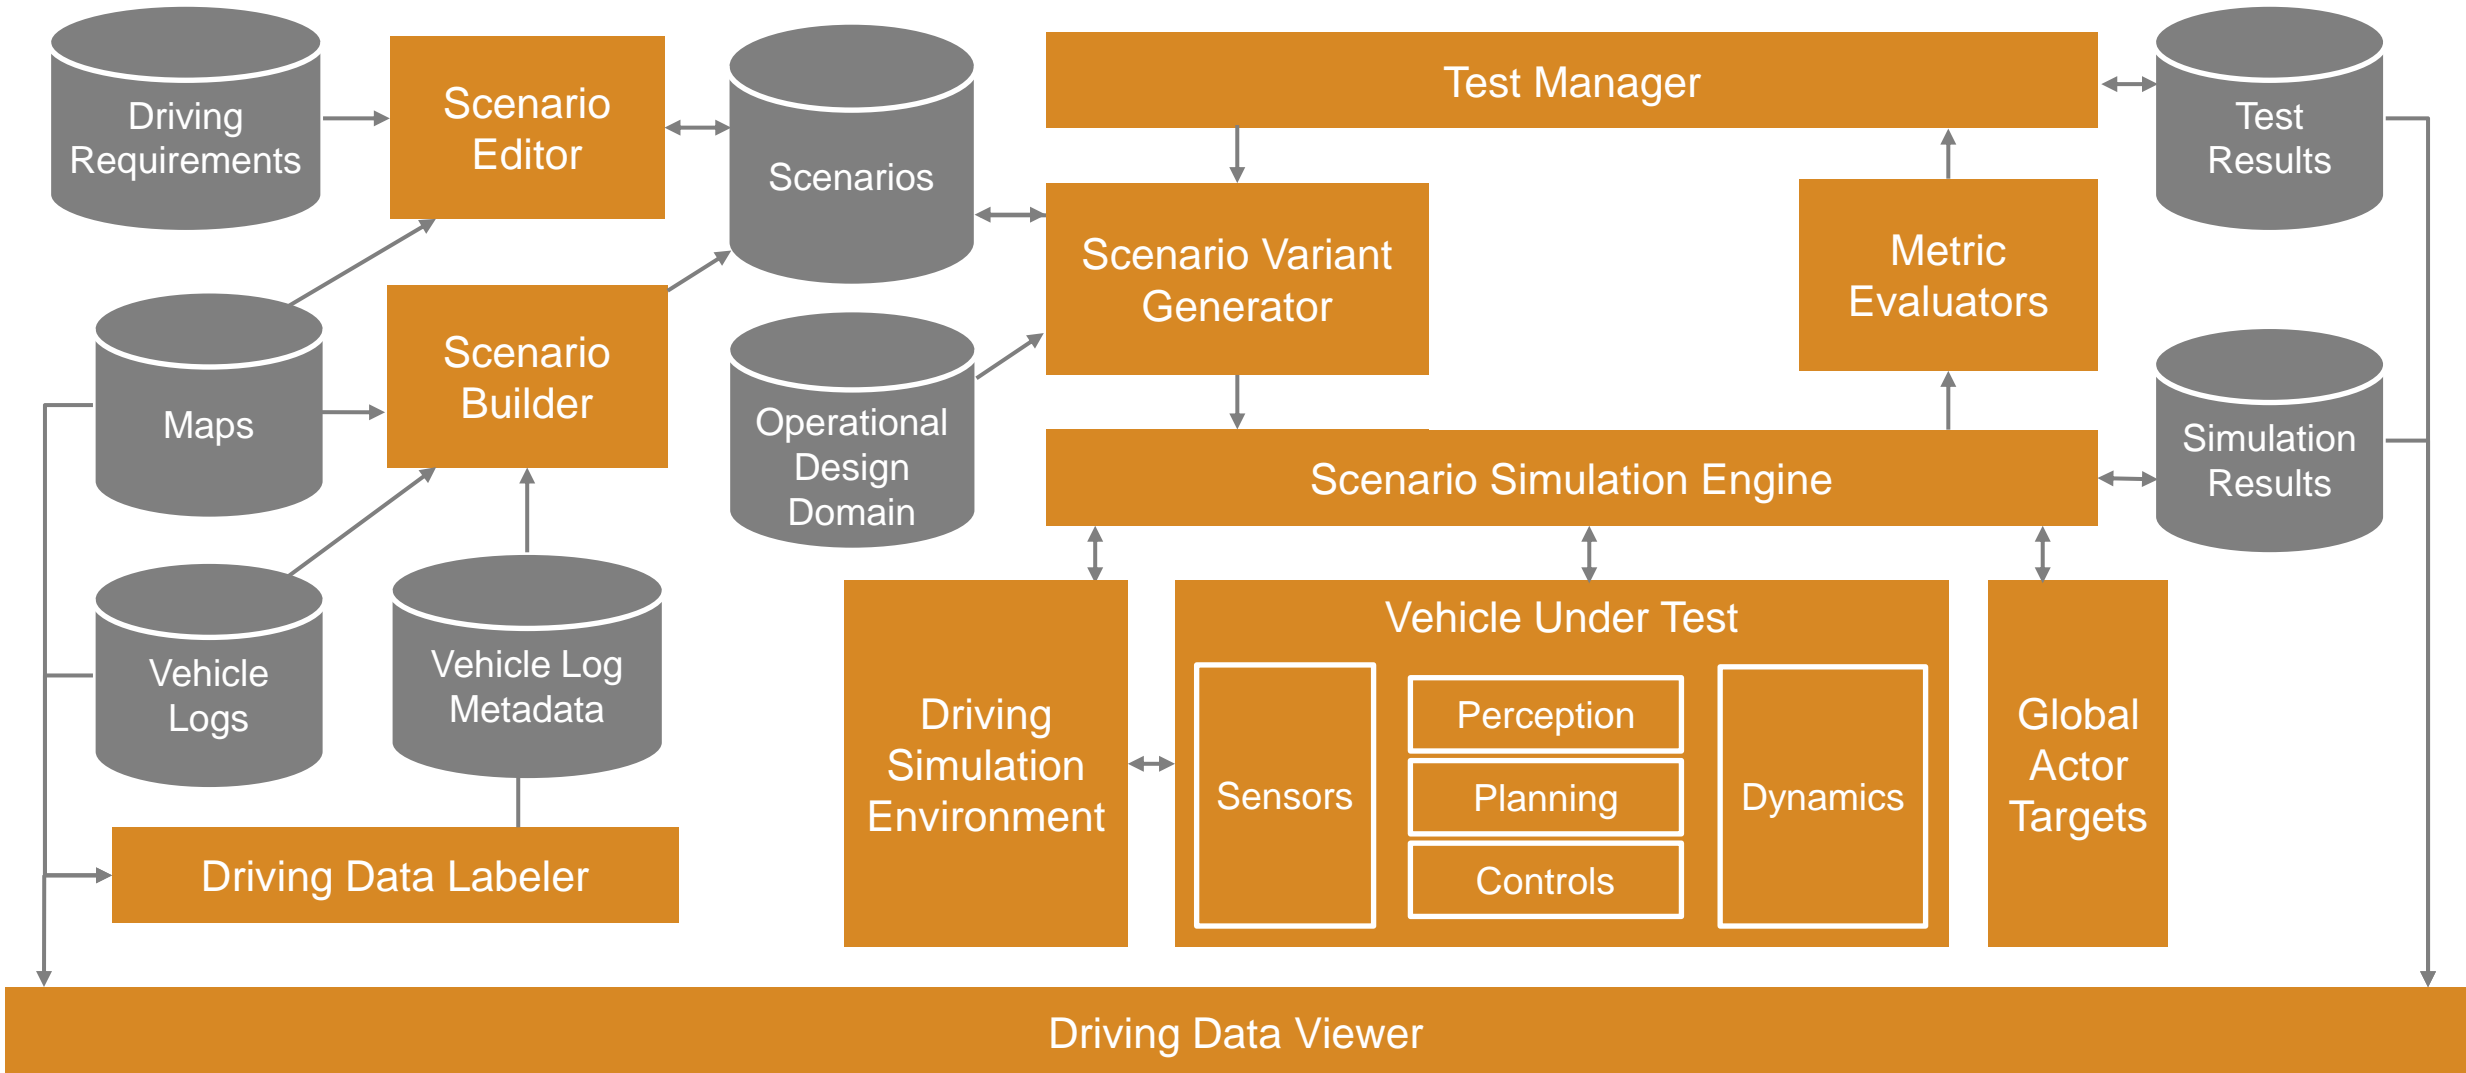 Driving
Requirements
Scenario
Editor
Scenarios
Test Manager
Test
Results
Scenario Variant
Generator
Metric
Evaluators
Maps
Scenario
Builder
Operational
Design
Domain
Scenario Simulation Engine
Simulation
Results
Vehicle
Logs
Vehicle Log
Metadata
Driving
Simulation
Environment
Vehicle Under Test
Sensors
Perception
Planning
Controls
Dynamics
Global
Actor
Targets
Driving Data Labeler
Driving Data Viewer